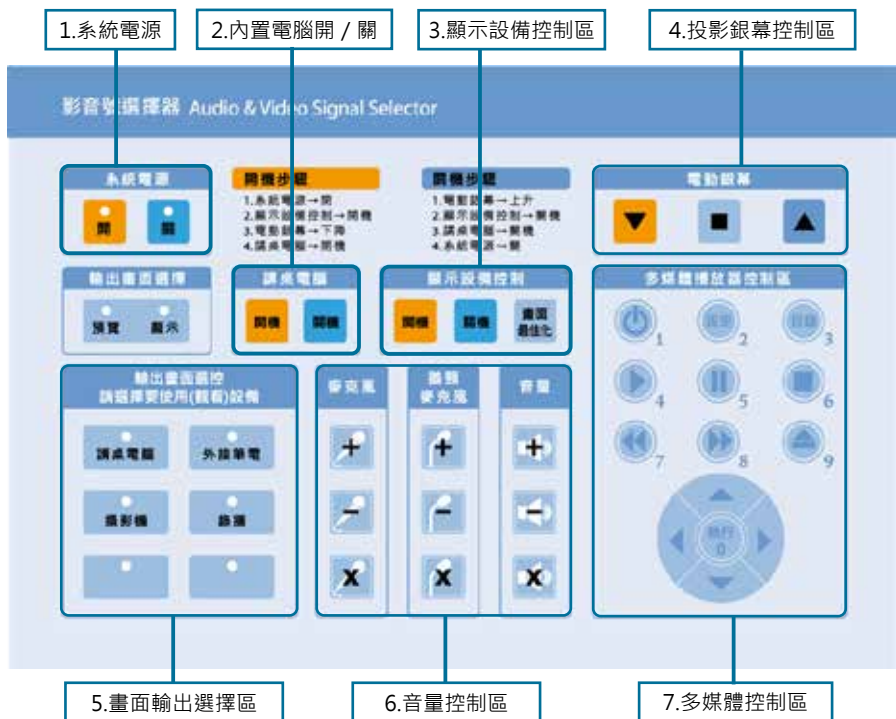 1.系統電源
2.內置電腦開 / 關
3.顯示設備控制區
4.投影銀幕控制區
影音號選擇器 Audio & Video Signal Selector
系統電源
開
關
開機步驟
1.系統電源→開
2.顯示設備控制→開機
3.電動銀幕→下降
4.講桌電腦→開機
關機步驟
1.電動銀幕→上升
2.顯示設備控制→關機
3.講桌電腦→關機
4.系統電源→關
電動銀幕
輸出畫面選擇
預覽
顯示
講桌電腦
開機
關機
顯示設備控制
開機
關機
畫面
最佳化
多媒體播放器控制區
1
2
3
4
5
6
7
8
9
執行
0
輸出畫面選控
請選擇要使用(觀看)設備
講桌電腦
外接筆電
攝影機
錄播
麥克風
鵝頸
麥克風
音量
+
+
+
-
-
-
x
x
x
5.畫面輸出選擇區
6.音量控制區
7.多媒體控制區